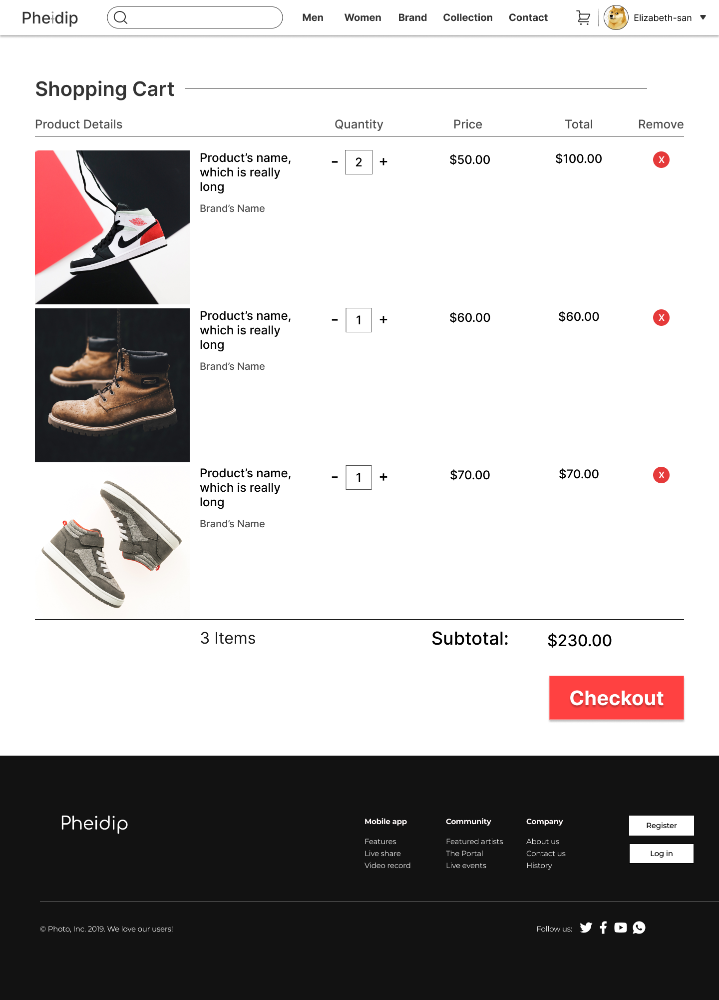 Pheidip
Men Women Brand Collection Contact
Elizabeth-san
Shopping Cart
Product Details Quantity Price Total Remove
Product’s name,
which is really
long
Brand’s Name
- 2 +
$50.00
$100.00
X
Product’s name,
which is really
long
Brand’s Name
- 1 +
$60.00
$60.00
X
Product’s name,
which is really
long
Brand’s Name
- 1 +
$70.00
$70.00
X
3 Items Subtotal: $230.00
Checkout
Pheidip
Mobile app
Features
Live share
Video record
Community
Featured artists
The Portal
Live events
Company
About us
Contact us
History
Register
Log in
© Photo, Inc. 2019. We love our users!
Follow us: